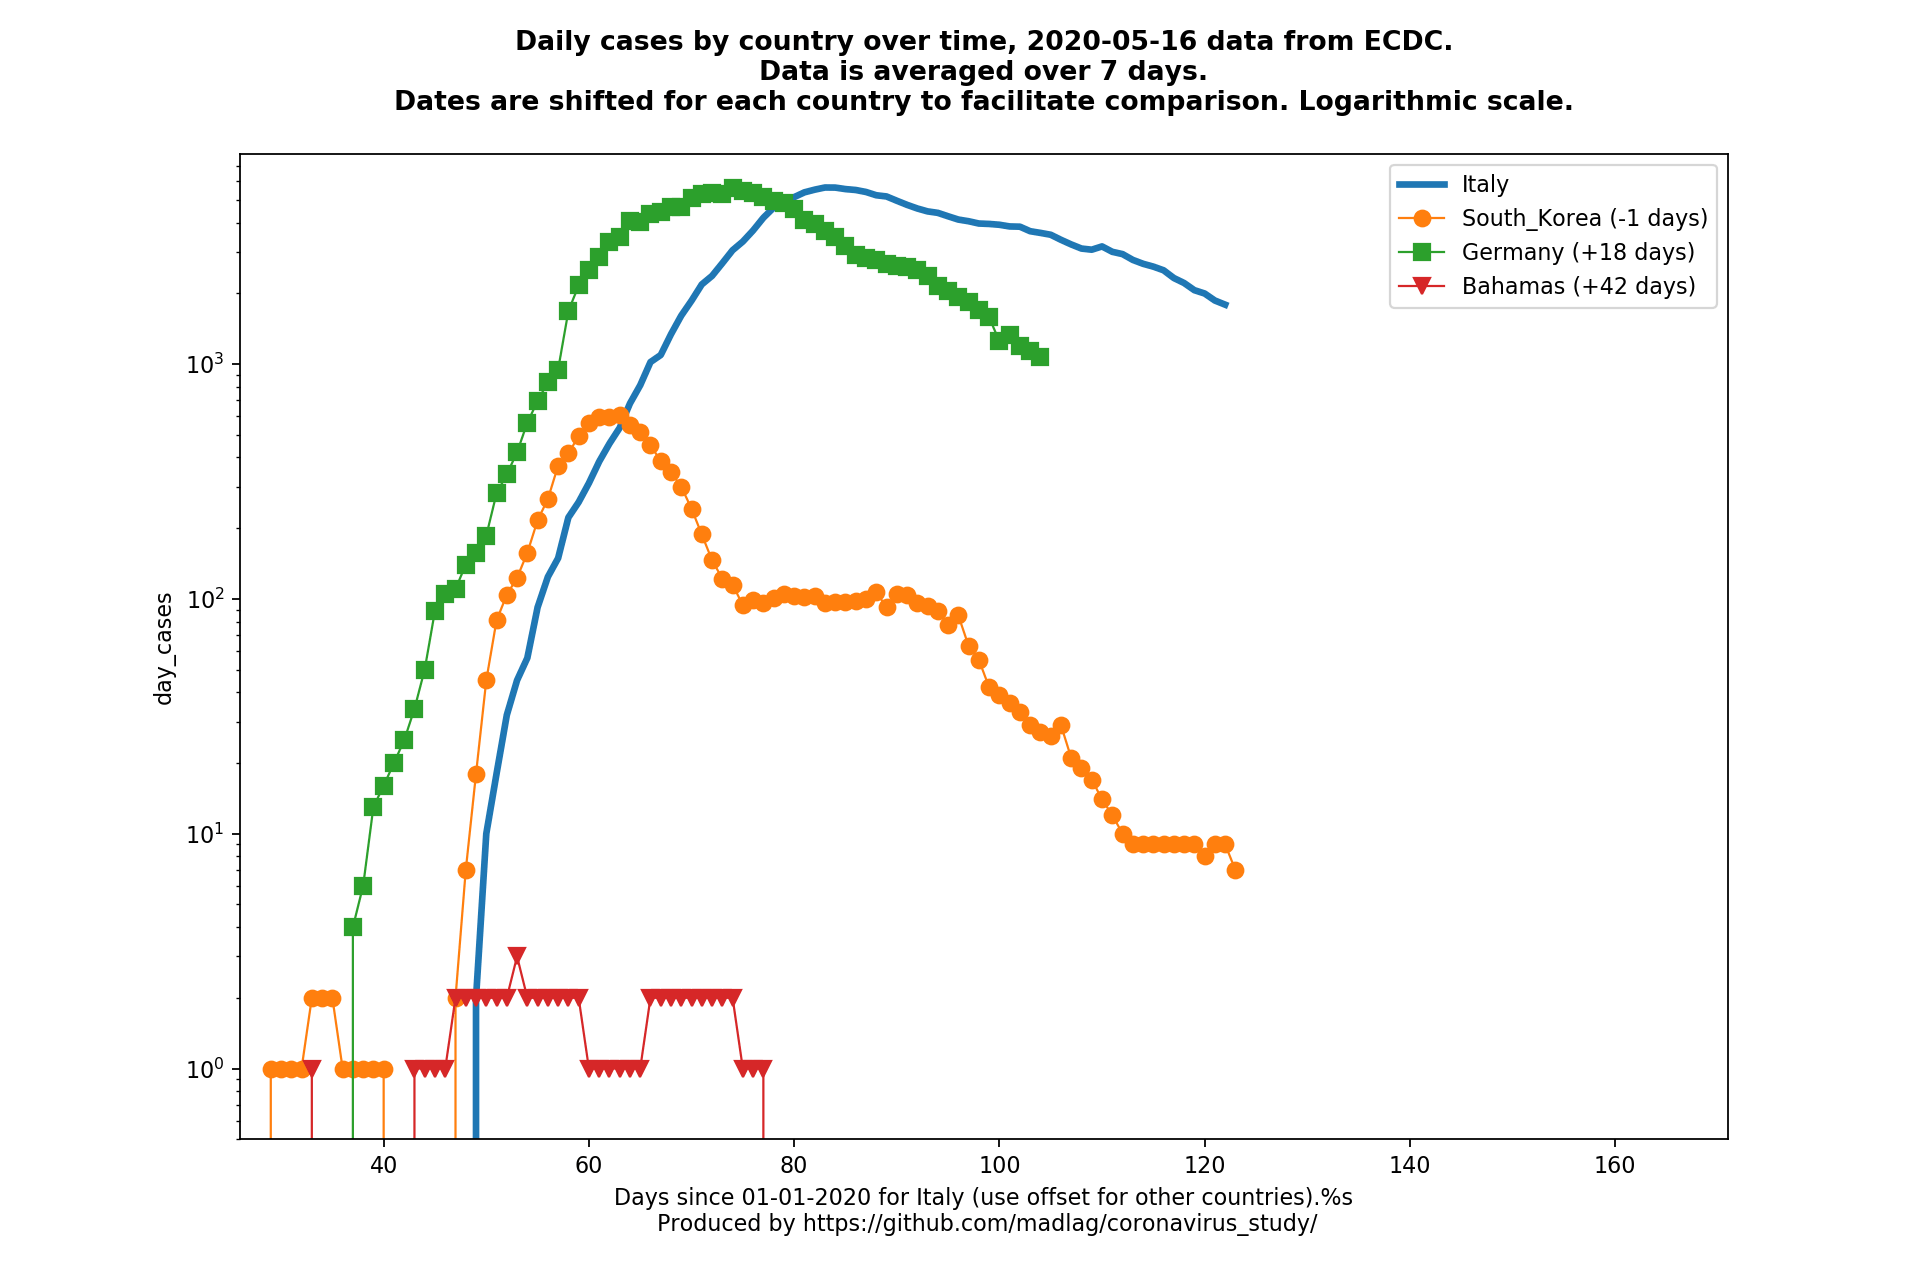 Daily cases by country over time, 2020-05-16 data from ECDC.
Data is averaged over 7 days.
Dates are shifted for each country to facilitate comparison. Logarithmic scale.
Italy
South_Korea (-1 days)
Germany (+18 days)
Bahamas (+42 days)
day_cases
10³
10²
10¹
10⁰
40 60 80 100 120 140 160
Days since 01-01-2020 for Italy (use offset for other countries).%s
Produced by https://github.com/madlag/coronavirus_study/